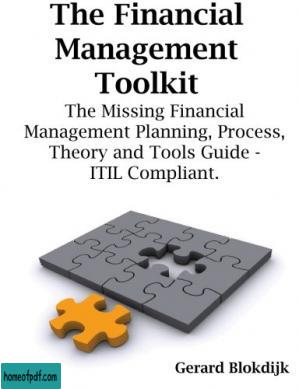 The Financial
Management
Toolkit
The Missing Financial
Management Planning, Process,
Theory and Tools Guide -
ITIL Compliant.
homeofpdf.com
Gerard Blokdijk